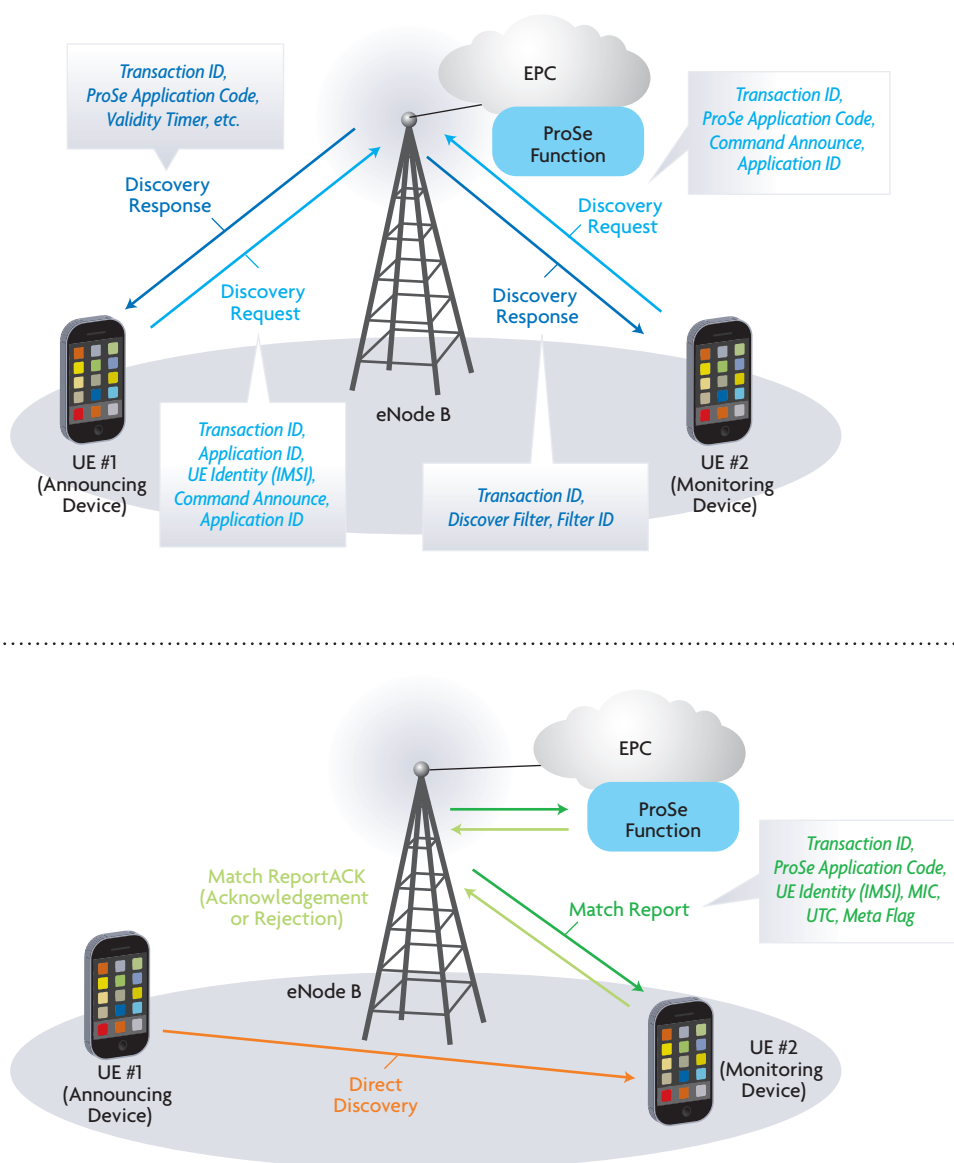 Transaction ID,
ProSe Application Code,
Validity Timer, etc.
EPC
ProSe
Function
Transaction ID,
ProSe Application Code,
Command Announce,
Application ID
Discovery
Response
Discovery
Request
Discovery
Request
Discovery
Response
eNode B
UE #1
(Announcing
Device)
Transaction ID,
Application ID,
UE Identity (IMSI),
Command Announce,
Application ID
Transaction ID,
Discover Filter, Filter ID
UE #2
(Monitoring
Device)
EPC
ProSe
Function
Transaction ID,
ProSe Application Code,
UE Identity (IMSI), MIC,
UTC, Meta Flag
Match ReportACK
(Acknowledgement
or Rejection)
Match Report
eNode B
UE #1
(Announcing
Device)
Direct
Discovery
UE #2
(Monitoring
Device)